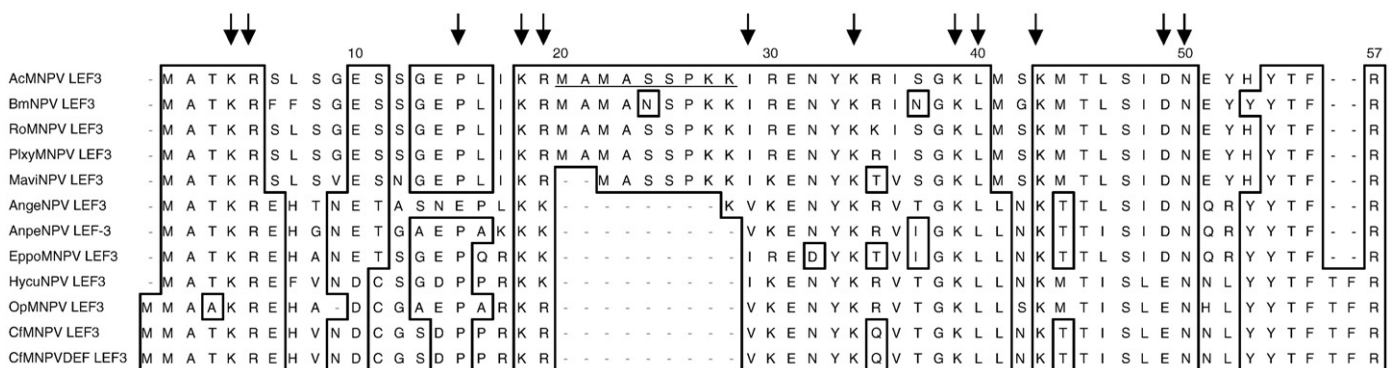 10 20 30 40 50 57
AcMNPV LEF3 - M A T K R S L S G E S S G E P L I K R M A M A S S P K K I R E N Y K R I S G K L M S K M T L S I D N E Y H Y T F - - R
BmNPV LEF3 - M A T K R F F S G E S S G E P L I K R M A M A N S P K K I R E N Y K R I N G K L M G K M T L S I D N E Y Y Y T F - - R
RoMNPV LEF3 - M A T K R S L S G E S S G E P L I K R M A M A S S P K K I R E N Y K K I S G K L M S K M T L S I D N E Y H Y T F - - R
PlxyMNPV LEF3 - M A T K R S L S G E S S G E P L I K R M A M A S S P K K I R E N Y K R I S G K L M S K M T L S I D N E Y H Y T F - - R
MaviNPV LEF3 - M A T K R S L S V E S N G E P L I K R - - M A S S P K K I K E N Y K T V S G K L M S K M T L S I D N E Y H Y T F - - R
AngeNPV LEF3 - M A T K R E H T N E T A S N E P L K K - - - - - - - - K V K E N Y K R V T G K L L N K T T L S I D N Q R Y Y T F - - R
AnpeNPV LEF-3 - M A T K R E H G N E T G A E P A K K K - - - - - - - - - V K E N Y K R V I G K L L N K T T L S I D N Q R Y Y T F - - R
EppoMNPV LEF3 - M A T K R E H A N E T S G E P Q R K K - - - - - - - - - I R E D Y K T V I G K L L N K T T L S I D N Q R Y Y T F - - R
HycuNPV LEF3 - M A T K R E F V N D C S G D P P R K K - - - - - - - - - I K E N Y K R V T G K L L N K M T I S L E N N L Y Y T F T F R
OpMNPV LEF3 M M A A K R E H A - D C G A E P A R K R - - - - - - - - - V K E N Y K R V T G K L L S K M T I S L E N H L Y Y T F T F R
CfMNPV LEF3 M M A T K R E H V N D C G S D P P R K R - - - - - - - - - V K E N Y K Q V T G K L L N K T T I S L E N N L Y Y T F T F R
CfMNPVDEF LEF3 M M A T K R E H V N D C G S D P P R K R - - - - - - - - - V K E N Y K Q V T G K L L N K T T I S L E N N L Y Y T F T F R